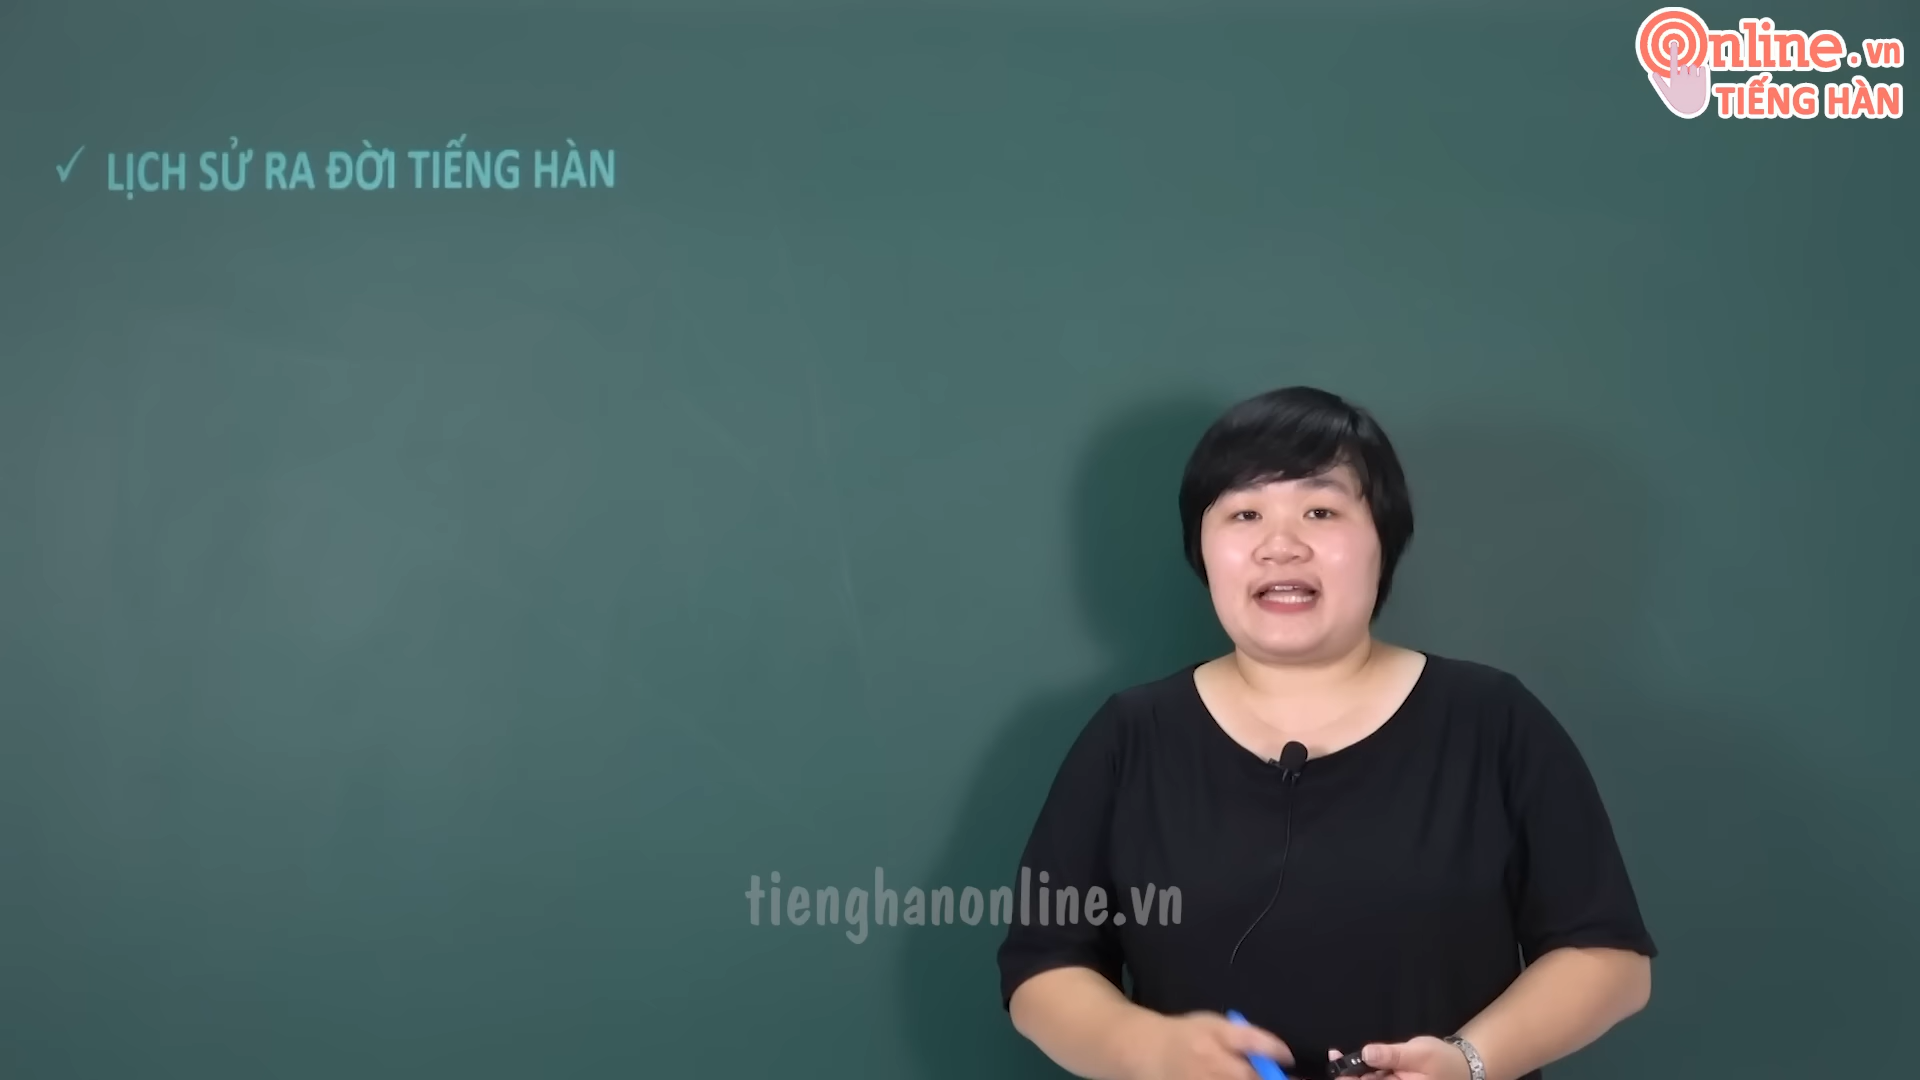 Online.vn
TIẾNG HÀN
✓ LỊCH SỬ RA ĐỜI TIẾNG HÀN
tienghanonline.vn